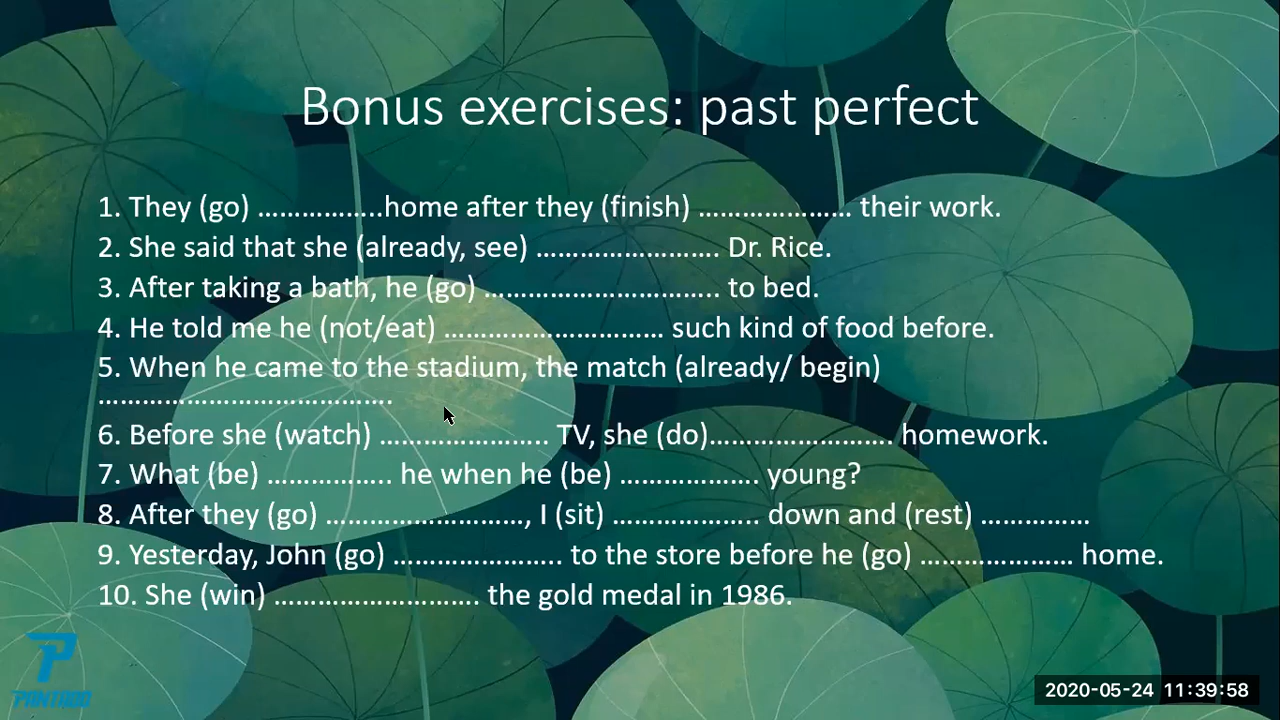 Bonus exercises: past perfect
1. They (go) ……………..home after they (finish) ………………… their work.
2. She said that she (already, see) ……………………. Dr. Rice.
3. After taking a bath, he (go) ………………………….. to bed.
4. He told me he (not/eat) ………………………… such kind of food before.
5. When he came to the stadium, the match (already/ begin)
………………………………….
6. Before she (watch) ………………….. TV, she (do)……………………. homework.
7. What (be) …………….. he when he (be) ………………. young?
8. After they (go) ………………………, I (sit) ……………….. down and (rest) ……………
9. Yesterday, John (go) ………………….. to the store before he (go) ………………… home.
10. She (win) ………………………. the gold medal in 1986.
PANTADO
2020-05-24 11:39:58